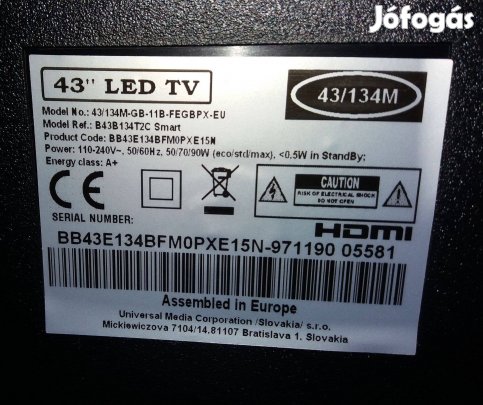 Jófogás
43" LED TV
43/134M
Model No.: 43/134M-GB-11B-FEGBPX-EU
Model Ref.: B43B134T2C Smart
Product Code: BB43E134BFM0PXE15N
Power: 110-240V~, 50/60Hz, 50/70/90W (eco/std/max), <0.5W in StandBy;
Energy class: A+
CE
CAUTION
RISK OF ELECTRICAL SHOCK
DO NOT OPEN
SERIAL NUMBER:
HDMI
BB43E134BFM0PXE15N-971190 05581
Assembled in Europe
Universal Media Corporation /Slovakia/ s.r.o.
Mickiewiczova 7104/14.81107 Bratislava 1. Slovakia